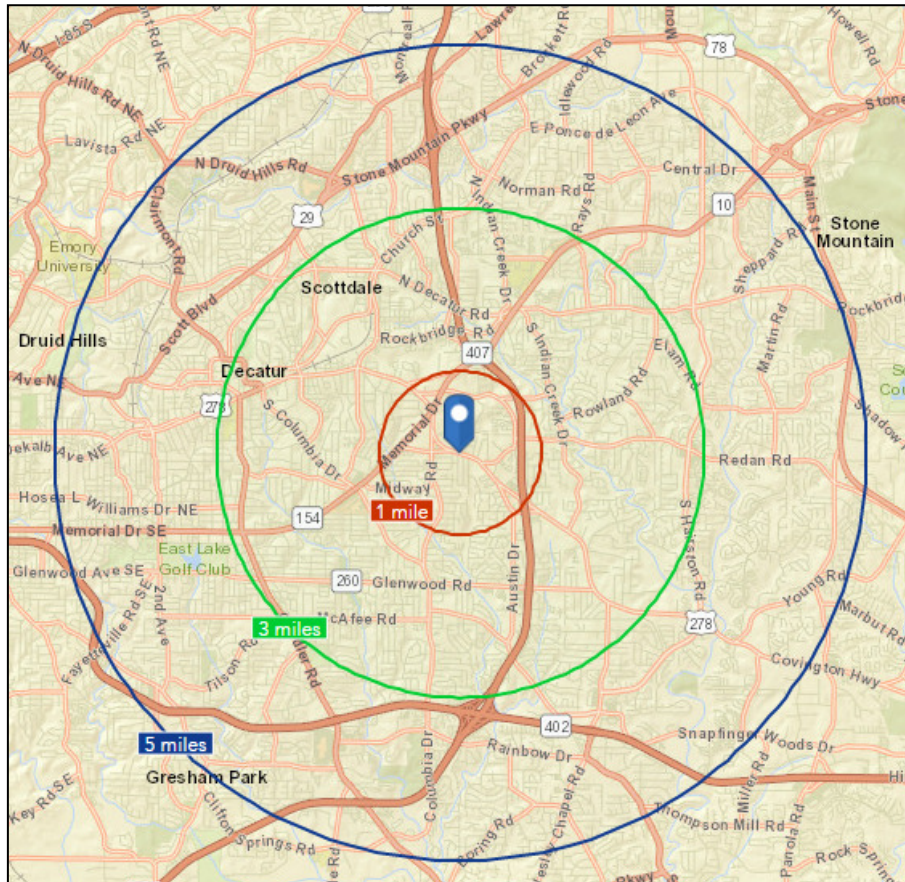 I-85 S
N Druid Hills Rd NE
Montreal Rd
Brockett Rd
Idlewood Rd
78
Howell Rd
Lavista Rd NE
N Druid Hills Rd
Stone Mountain Pkwy
E Ponce de Leon Ave
Clairmont Rd
29
Norman Rd
Rays Rd
Central Dr
10
Main St
Stone
Mountain
Emory
University
Church St
N Indian Creek Dr
Sheppard Rd
Scottdale
Scott Blvd
N Decatur Rd
Rockbridge Rd
Druid Hills
407
S Indian Creek Dr
Elam Rd
Martin Rd
Decatur
Ave NE
278
S Columbia Dr
Memorial Dr
Rowland Rd
Dekalb Ave NE
Redan Rd
Midway Rd
1 mile
Hosea L
Williams Dr NE
Memorial Dr SE
154
S Hairston Rd
East Lake
Golf Club
Glenwood Ave SE
260
Glenwood Rd
Austin Dr
2nd Ave
Fayetteville Rd SE
McAfee Rd
3 miles
278
Young Rd
Marbut Rd
Tilson Rd
Covington Hwy
5 miles
402
Columbia Dr
Rainbow Dr
Snapfinger Woods Dr
Gresham Park
Key Rd SE
Clifton Springs Rd
Miller Rd
Thompson Mill Rd
Panola Rd
Rock
Pkwy